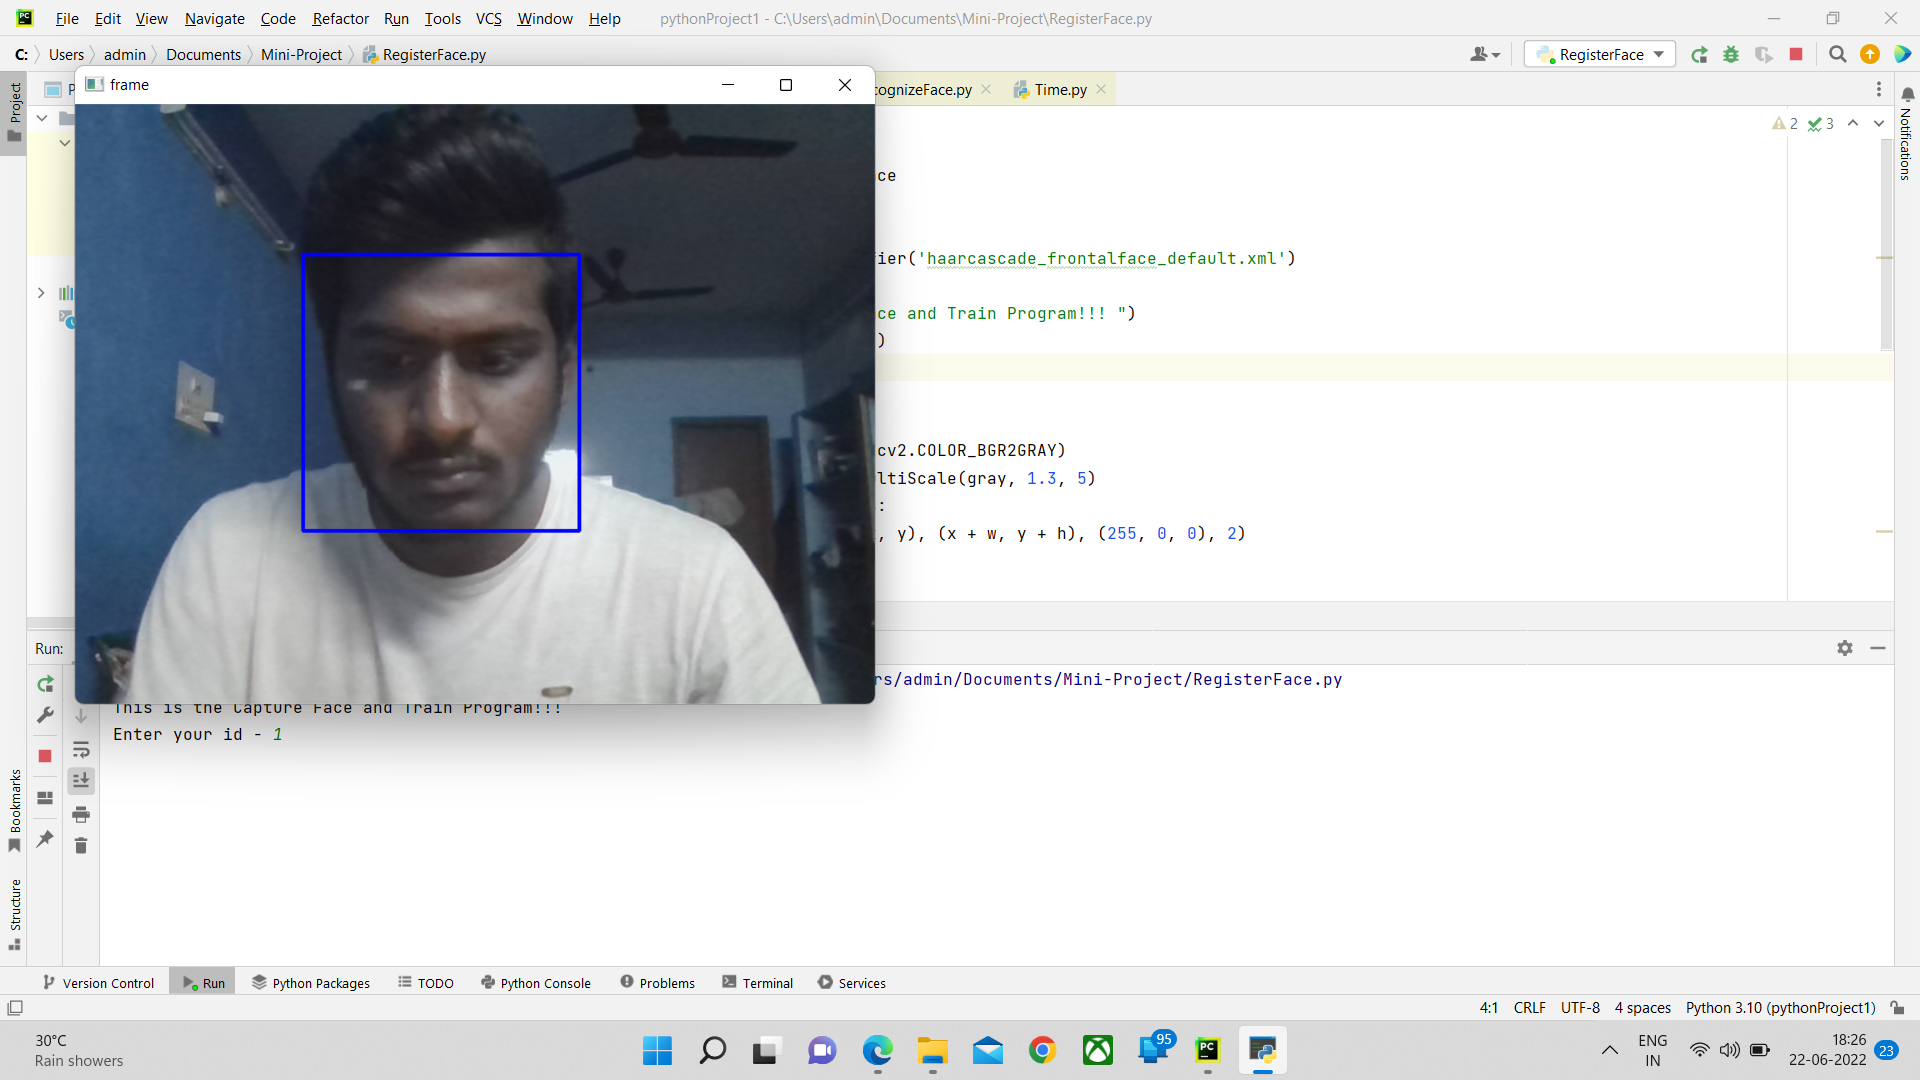 PC File Edit View Navigate Code Refactor Run Tools VCS Window Help pythonProject1 - C:\Users\admin\Documents\Mini-Project\RegisterFace.py
C: Users admin Documents Mini-Project RegisterFace.py RegisterFace
frame
cognizeFace.py Time.py
Project
Notifications
2 3
ce
ier('haarcascade_frontalface_default.xml')
ce and Train Program!!! ")
)
cv2.COLOR_BGR2GRAY)
ltiScale(gray, 1.3, 5)
:
, y), (x + w, y + h), (255, 0, 0), 2)
Run:
rs/admin/Documents/Mini-Project/RegisterFace.py
This is the Capture Face and Train Program!!!
Enter your id - 1
Bookmarks
Structure
Version Control Run Python Packages TODO Python Console Problems Terminal Services
4:1 CRLF UTF-8 4 spaces Python 3.10 (pythonProject1)
30°C
Rain showers
95
PC
ENG
IN
18:26
22-06-2022
23